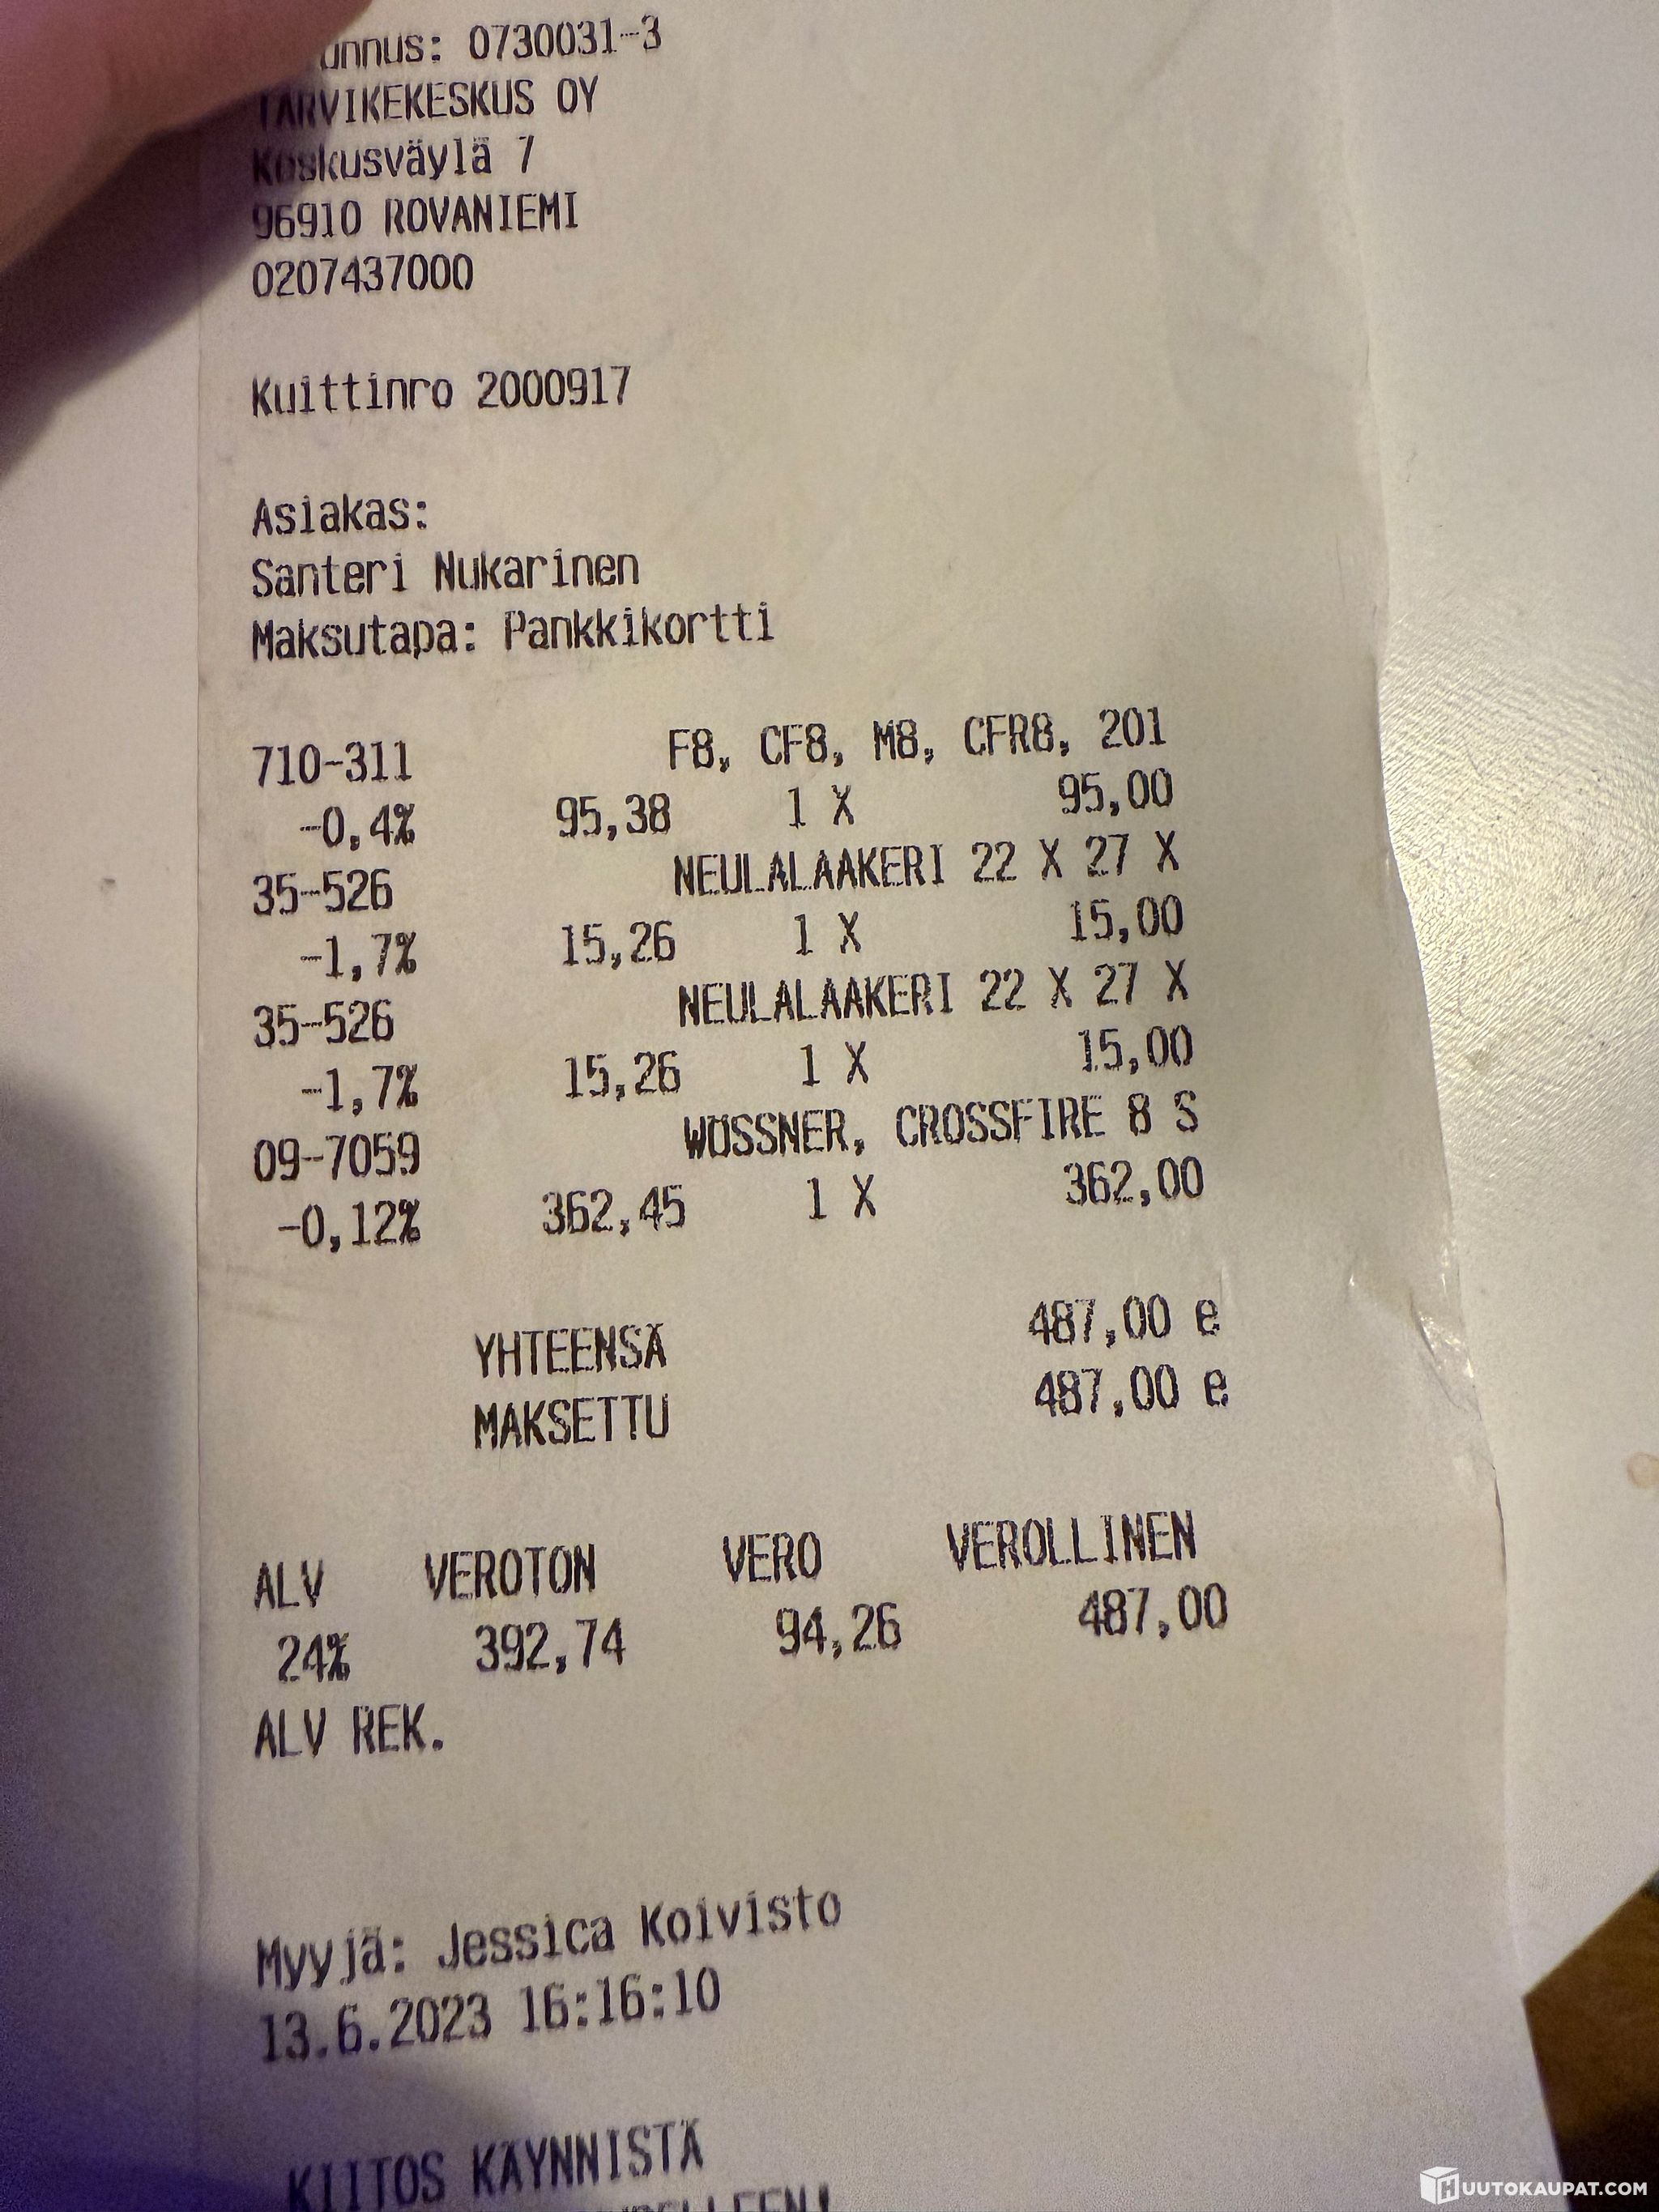 0730031-3
TARVIKEKESKUS OY
Keskusväylä 7
96910 ROVANIEMI
0207437000
Kuittinro 2000917
Asiakas:
Santeri Nukarinen
Maksutapa: Pankkikortti
710-311 F8, CF8, M8, CFR8, 201
-0,4% 95,38 1 X 95,00
35-526 NEULALAAKERI 22 X 27 X
-1,7% 15,26 1 X 15,00
35-526 NEULALAAKERI 22 X 27 X
-1,7% 15,26 1 X 15,00
09-7059 WÖSSNER, CROSSFIRE 8 S
-0,12% 362,45 1 X 362,00
YHTEENSÄ 487,00 e
MAKSETTU 487,00 e
ALV VEROTON VERO VEROLLINEN
24% 392,74 94,26 487,00
ALV REK.
Myyjä: Jessica Koivisto
13.6.2023 16:16:10
KIITOS KÄYNNISTÄ
HUUTOKAUPAT.COM